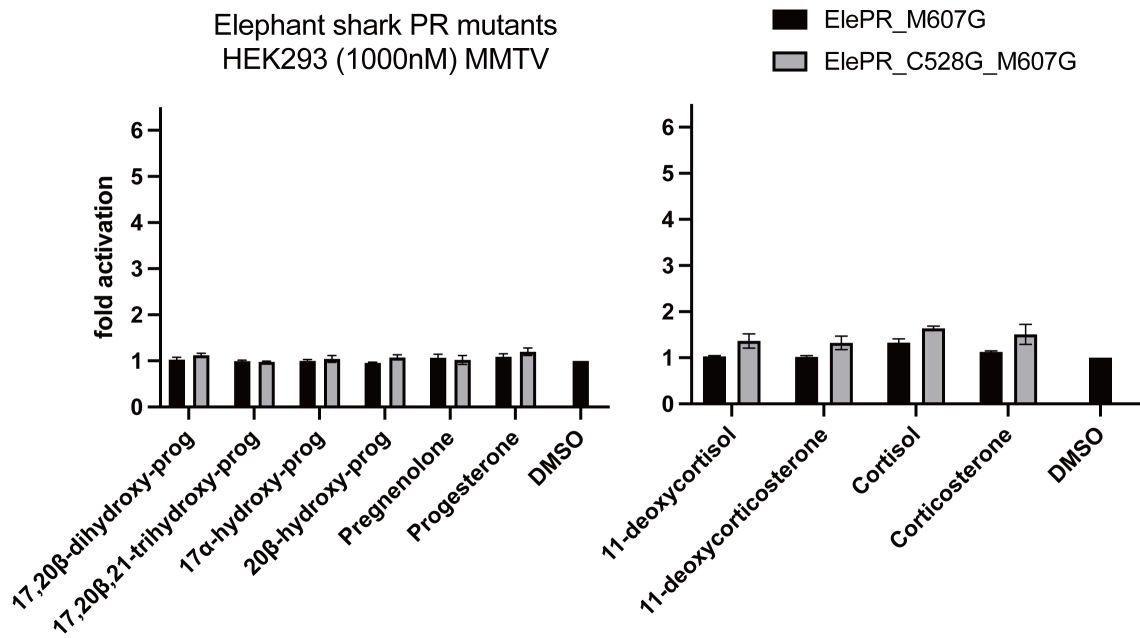 Elephant shark PR mutants
HEK293 (1000nM) MMTV
ElePR_M607G
ElePR_C528G_M607G
fold activation
6
5
4
3
2
1
0
17,20β-dihydroxy-prog
17,20β,21-trihydroxy-prog
17α-hydroxy-prog
20β-hydroxy-prog
Pregnenolone
Progesterone
DMSO
6
5
4
3
2
1
0
11-deoxycortisol
11-deoxycorticosterone
Cortisol
Corticosterone
DMSO